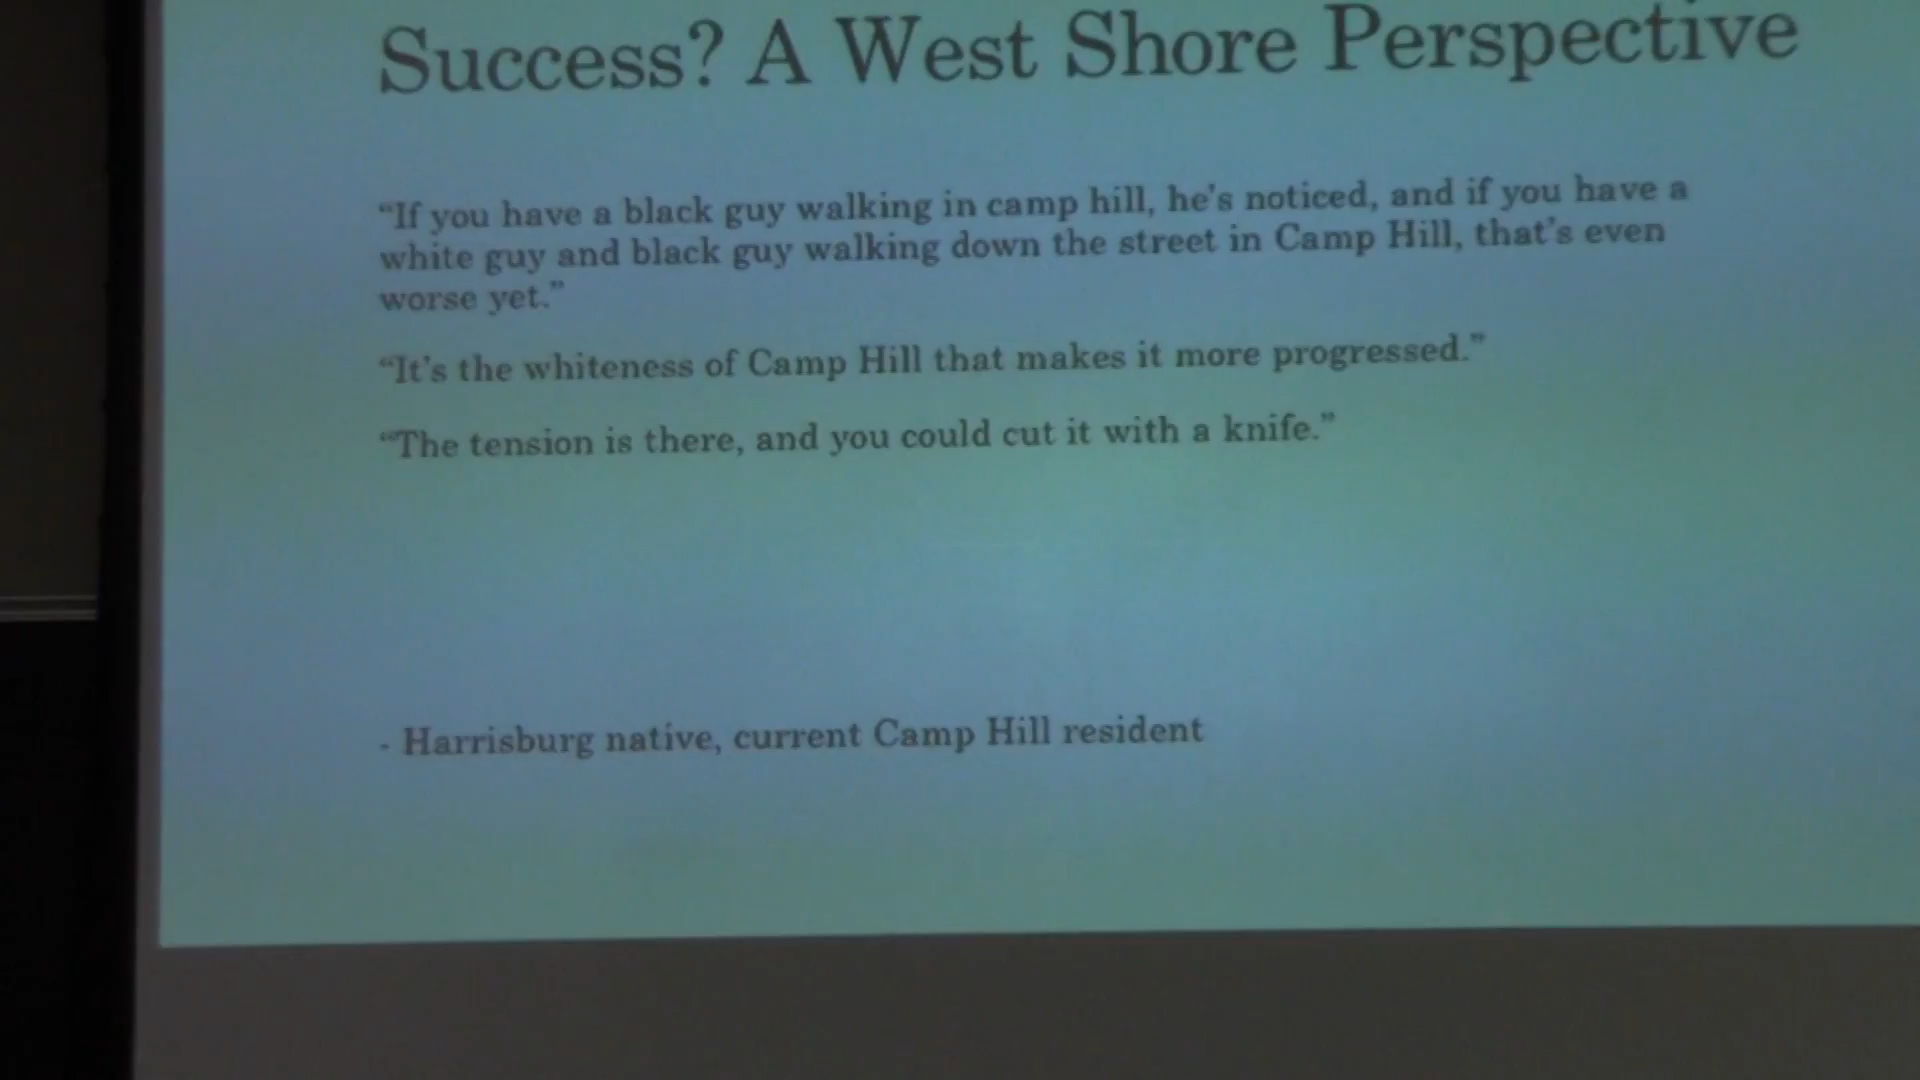 Success? A West Shore Perspective
“If you have a black guy walking in camp hill, he's noticed, and if you have a
white guy and black guy walking down the street in Camp Hill, that's even
worse yet.”
“It's the whiteness of Camp Hill that makes it more progressed.”
“The tension is there, and you could cut it with a knife.”
- Harrisburg native, current Camp Hill resident